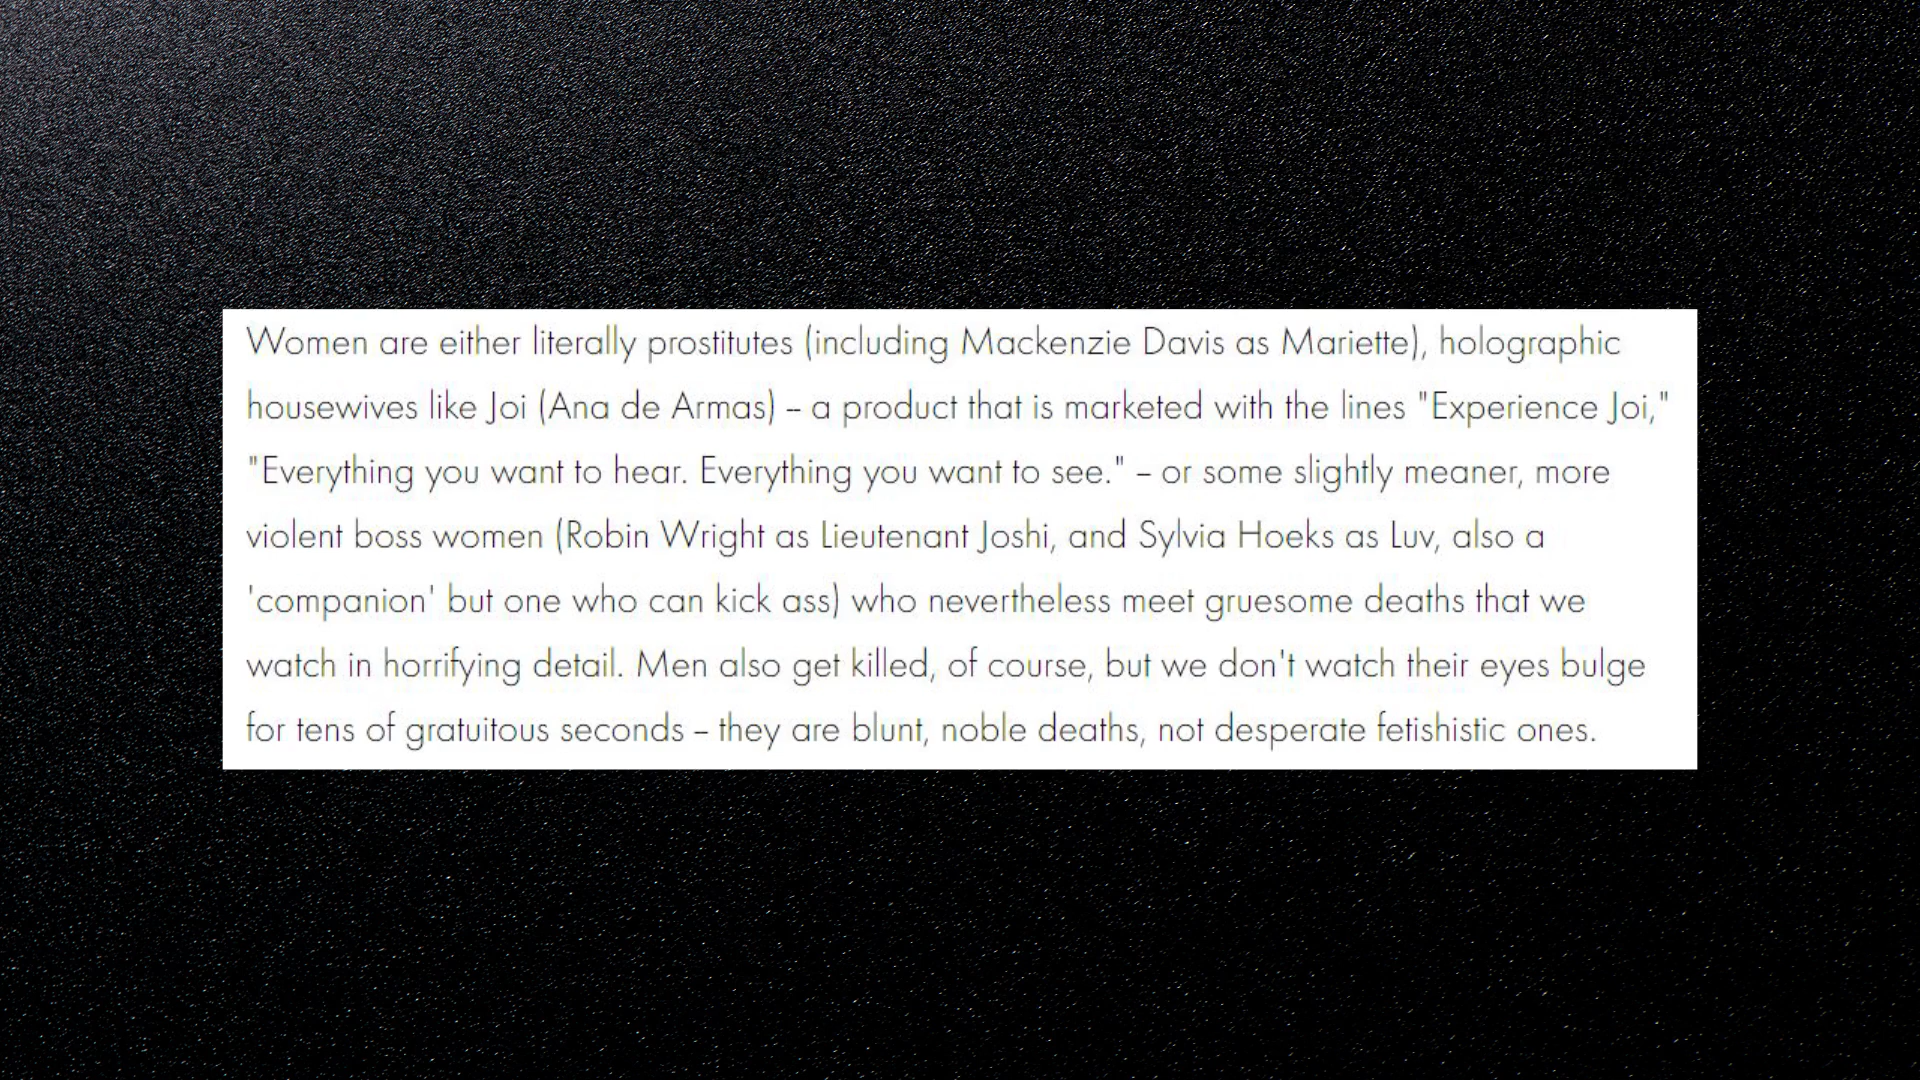 Women are either literally prostitutes (including Mackenzie Davis as Mariette), holographic
housewives like Joi (Ana de Armas) – a product that is marketed with the lines "Experience Joi,"
"Everything you want to hear. Everything you want to see." – or some slightly meaner, more
violent boss women (Robin Wright as Lieutenant Joshi, and Sylvia Hoeks as Luv, also a
'companion' but one who can kick ass) who nevertheless meet gruesome deaths that we
watch in horrifying detail. Men also get killed, of course, but we don't watch their eyes bulge
for tens of gratuitous seconds – they are blunt, noble deaths, not desperate fetishistic ones.